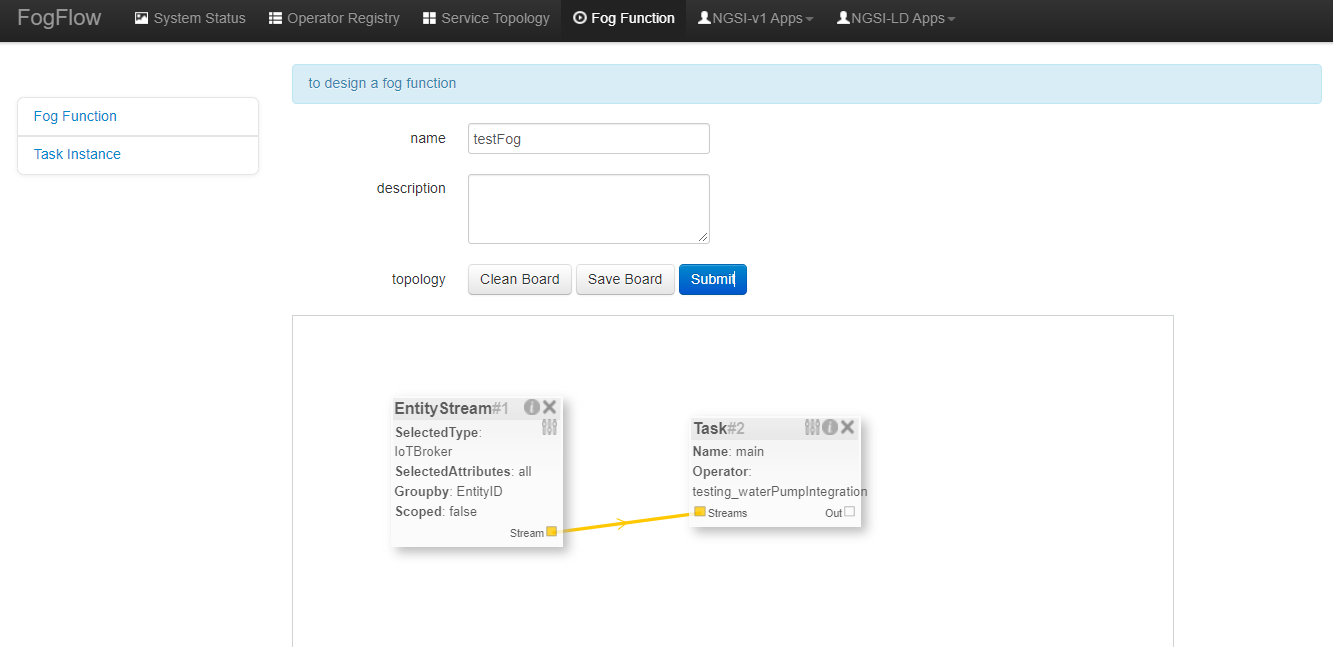 FogFlow System Status Operator Registry Service Topology Fog Function NGSI-v1 Apps NGSI-LD Apps
to design a fog function
Fog Function
Task Instance
name testFog
description
topology Clean Board Save Board Submit
EntityStream#1
SelectedType:
IoTBroker
SelectedAttributes: all
Groupby: EntityID
Scoped: false
Stream
Task#2
Name: main
Operator:
testing_waterPumpIntegration
Streams Out